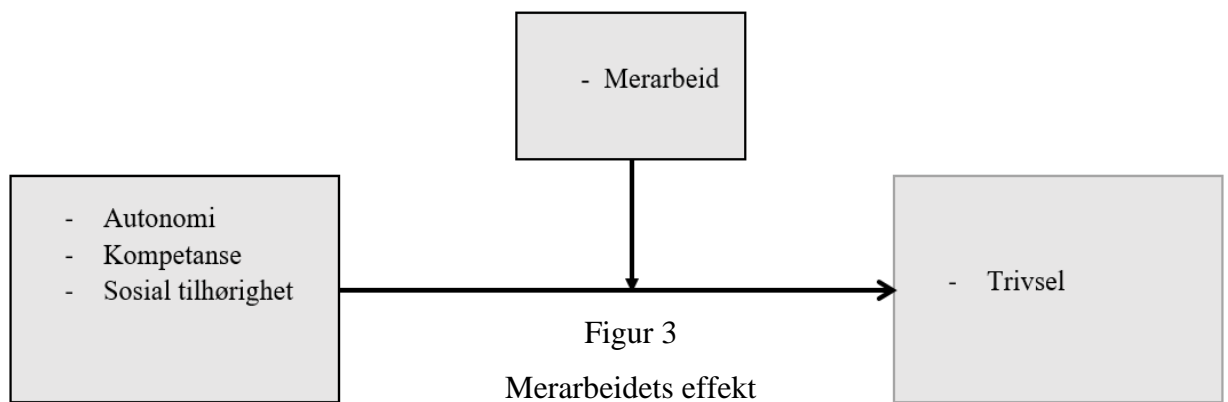 - Merarbeid
- Autonomi
- Kompetanse
- Sosial tilhørighet
- Trivsel
Figur 3
Merarbeidets effekt